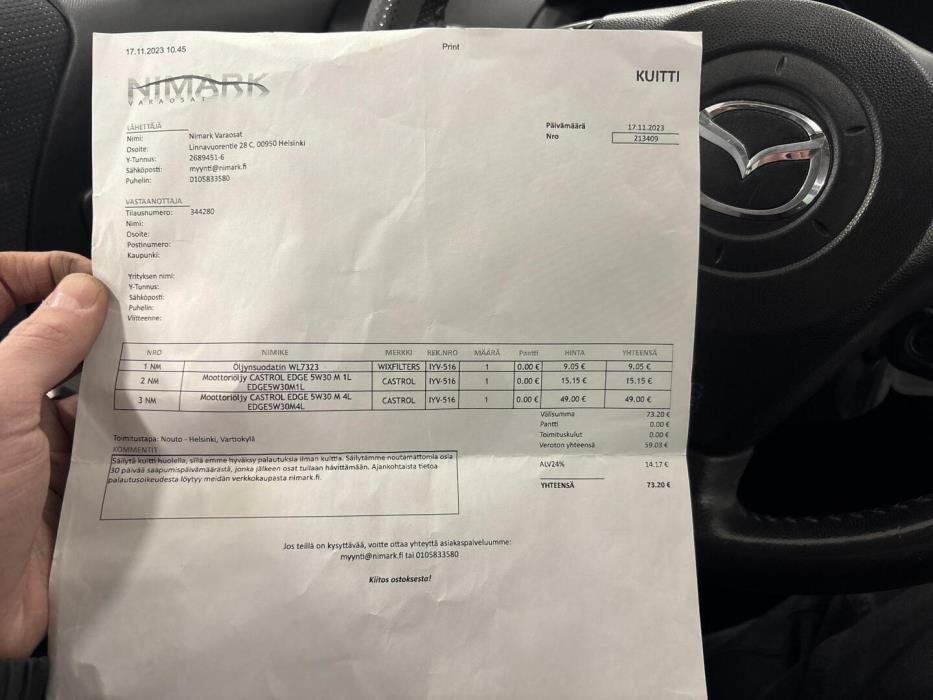 17.11.2023 10.45 Print
NIMARK
VARAOSAT
KUITTI
LÄHETTÄJÄ
Nimi: Nimark Varaosat
Osoite: Linnavuorentie 28 C, 00950 Helsinki
Y-Tunnus: 2689451-6
Sähköposti: myynti@nimark.fi
Puhelin: 0105833580
Päivämäärä 17.11.2023
Nro 213409
VASTAANOTTAJA
Tilausnumero: 344280
Nimi:
Osoite:
Postinumero:
Kaupunki:
Yrityksen nimi:
Y-Tunnus:
Sähköposti:
Puhelin:
Viitteenne:
NRO NIMIKE MERKKI REK.NRO MÄÄRÄ Pantti HINTA YHTEENSÄ
1 NM Öljynsuodatin WL7323 WIXFILTERS IYV-516 1 0.00 € 9.05 € 9.05 €
2 NM Moottoriöljy CASTROL EDGE 5W30 M 1L EDGE5W30M1L CASTROL IYV-516 1 0.00 € 15.15 € 15.15 €
3 NM Moottoriöljy CASTROL EDGE 5W30 M 4L EDGE5W30M4L CASTROL IYV-516 1 0.00 € 49.00 € 49.00 €
Välisumma 73.20 €
Pantti 0.00 €
Toimituskulut 0.00 €
Veroton yhteensä 59.03 €
ALV24% 14.17 €
YHTEENSÄ 73.20 €
Toimitustapa: Nouto - Helsinki, Vartiokylä
KOMMENTIT
Säilytä kuitti huolella, sillä emme hyväksy palautuksia ilman kuittia. Säilytämme noutamattomia osia
30 päivää saapumispäivämäärästä, jonka jälkeen osat tullaan hävittämään. Ajankohtaista tietoa
palautusoikeudesta löytyy meidän verkkokaupasta nimark.fi.
Jos teillä on kysyttävää, voitte ottaa yhteyttä asiakaspalveluumme:
myynti@nimark.fi tai 0105833580
Kiitos ostoksesta!